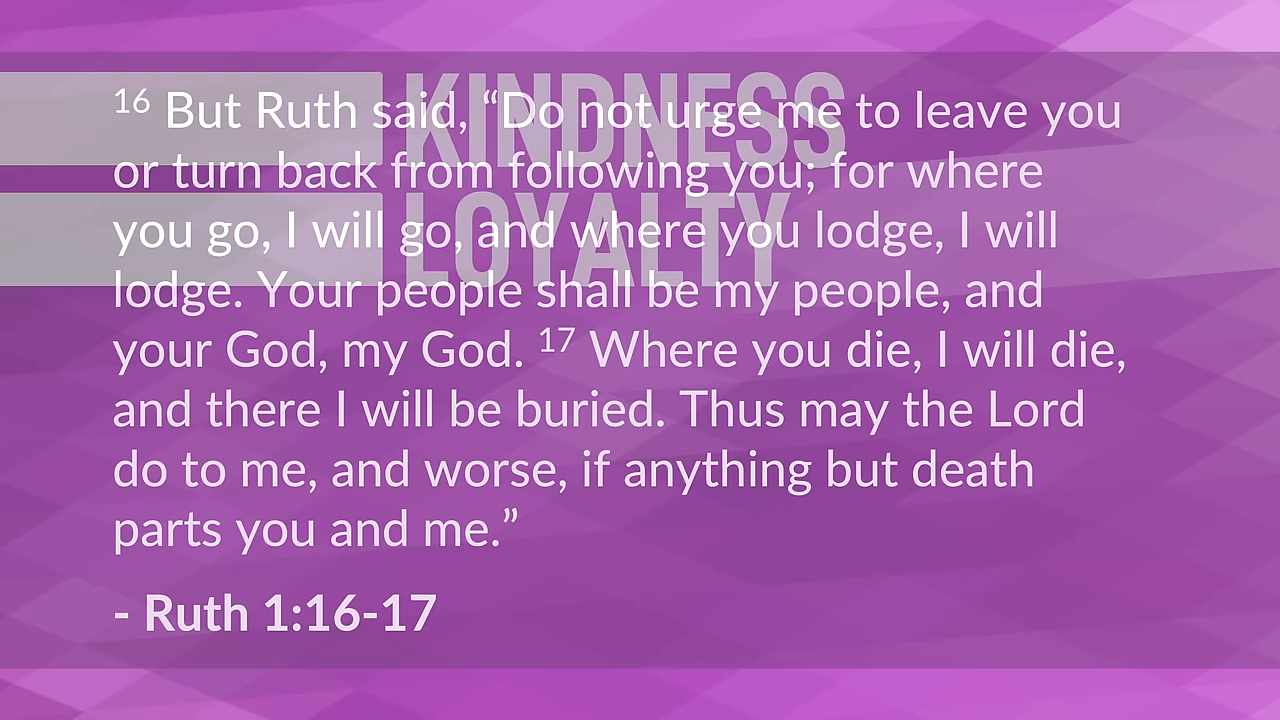 KINDNESS
LOYALTY
16 But Ruth said, “Do not urge me to leave you
or turn back from following you; for where
you go, I will go, and where you lodge, I will
lodge. Your people shall be my people, and
your God, my God. 17 Where you die, I will die,
and there I will be buried. Thus may the Lord
do to me, and worse, if anything but death
parts you and me.”
- Ruth 1:16-17